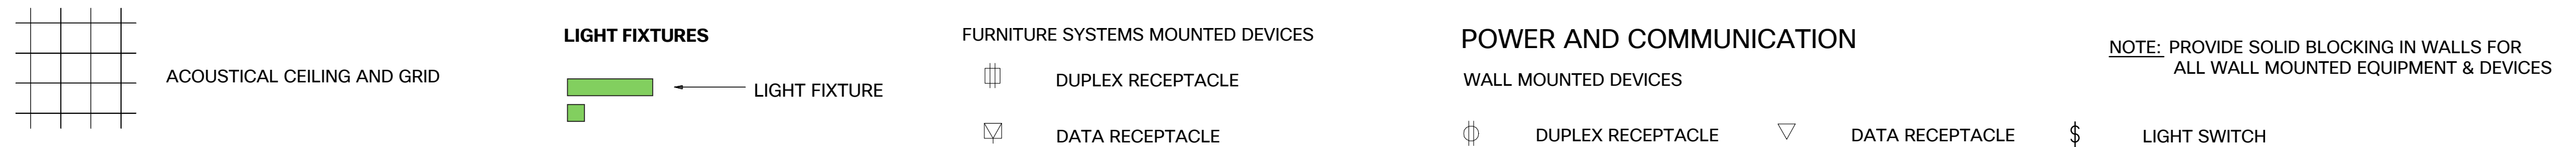 ACOUSTICAL CEILING AND GRID
LIGHT FIXTURES
LIGHT FIXTURE
FURNITURE SYSTEMS MOUNTED DEVICES
DUPLEX RECEPTACLE
DATA RECEPTACLE
POWER AND COMMUNICATION
WALL MOUNTED DEVICES
DUPLEX RECEPTACLE
DATA RECEPTACLE
$ LIGHT SWITCH
NOTE: PROVIDE SOLID BLOCKING IN WALLS FOR
ALL WALL MOUNTED EQUIPMENT & DEVICES